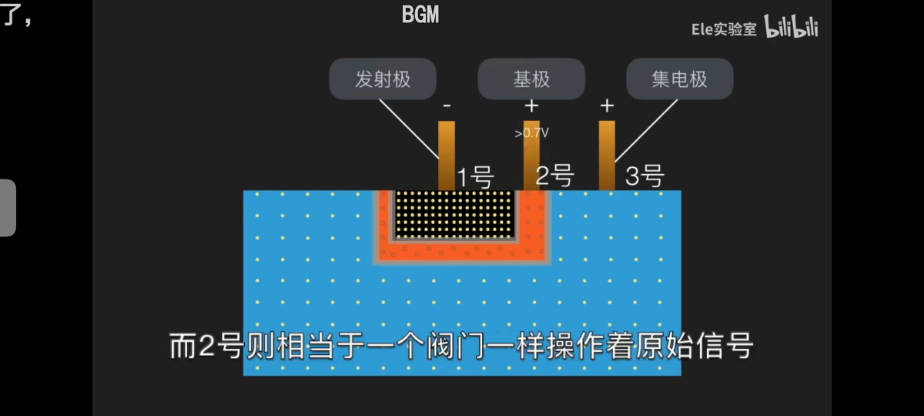 了,
BGM
Ele实验室 bilibili
发射极 基极 集电极
- + +
>0.7V
1号 2号 3号
而2号则相当于一个阀门一样操作着原始信号